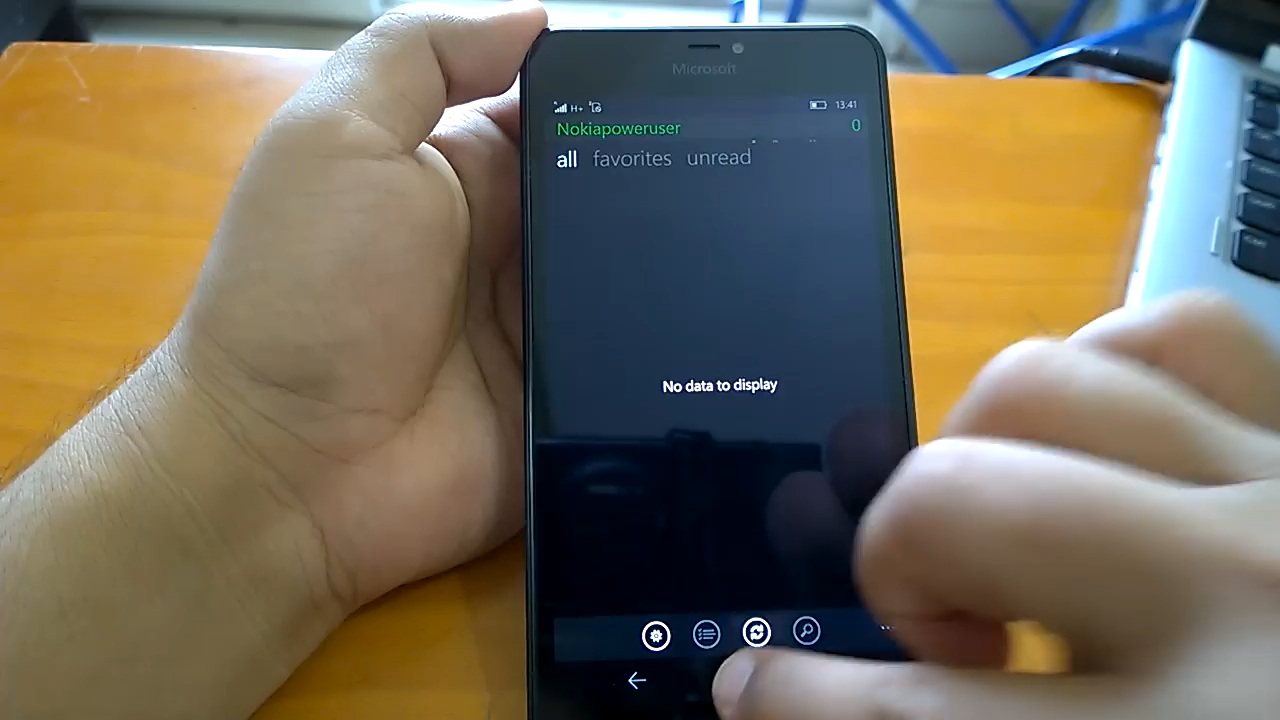 Microsoft
H+ 13:41
Nokiapoweruser 0
all favorites unread
No data to display